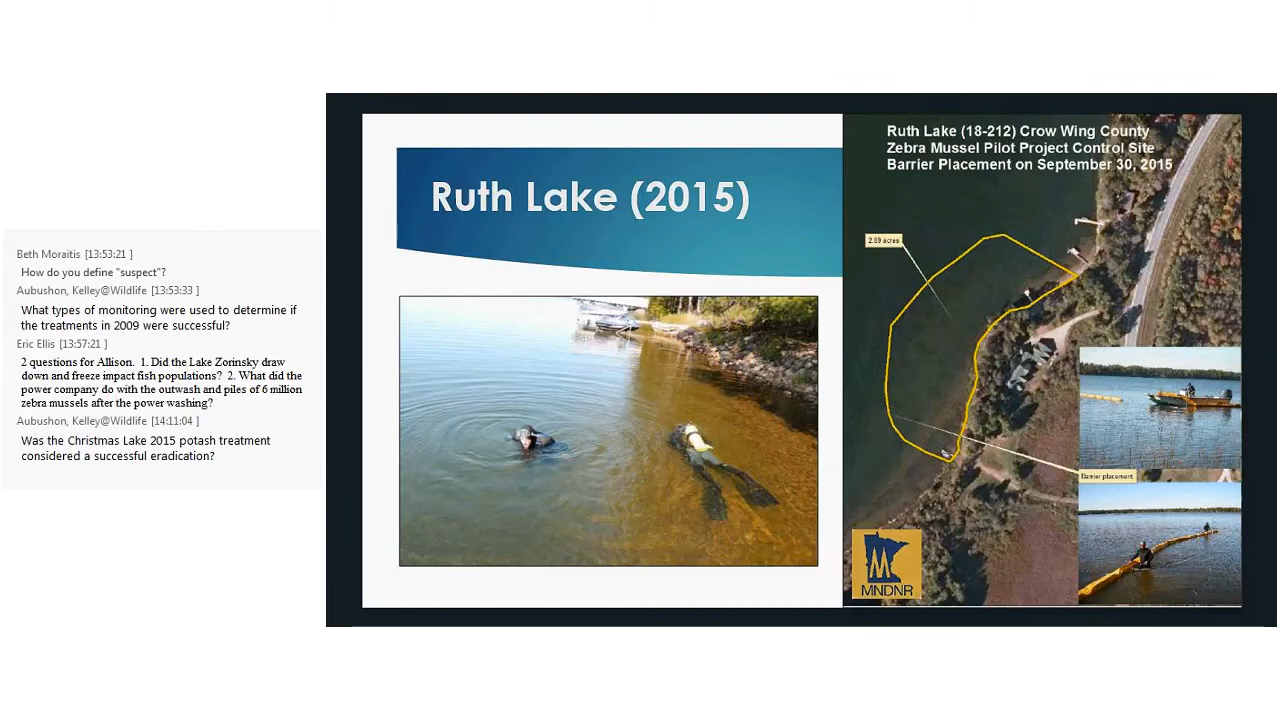 Beth Moraitis [13:53:21 ]
How do you define "suspect"?
Aubushon, Kelley@Wildlife [13:53:33 ]
What types of monitoring were used to determine if
the treatments in 2009 were successful?
Eric Ellis [13:57:21 ]
2 questions for Allison.  1. Did the Lake Zorinsky draw
down and freeze impact fish populations?  2. What did the
power company do with the outwash and piles of 6 million
zebra mussels after the power washing?
Aubushon, Kelley@Wildlife [14:11:04 ]
Was the Christmas Lake 2015 potash treatment
considered a successful eradication?
Ruth Lake (2015)
Ruth Lake (18-212) Crow Wing County
Zebra Mussel Pilot Project Control Site
Barrier Placement on September 30, 2015
2.89 acres
Barrier placement
MNDNR